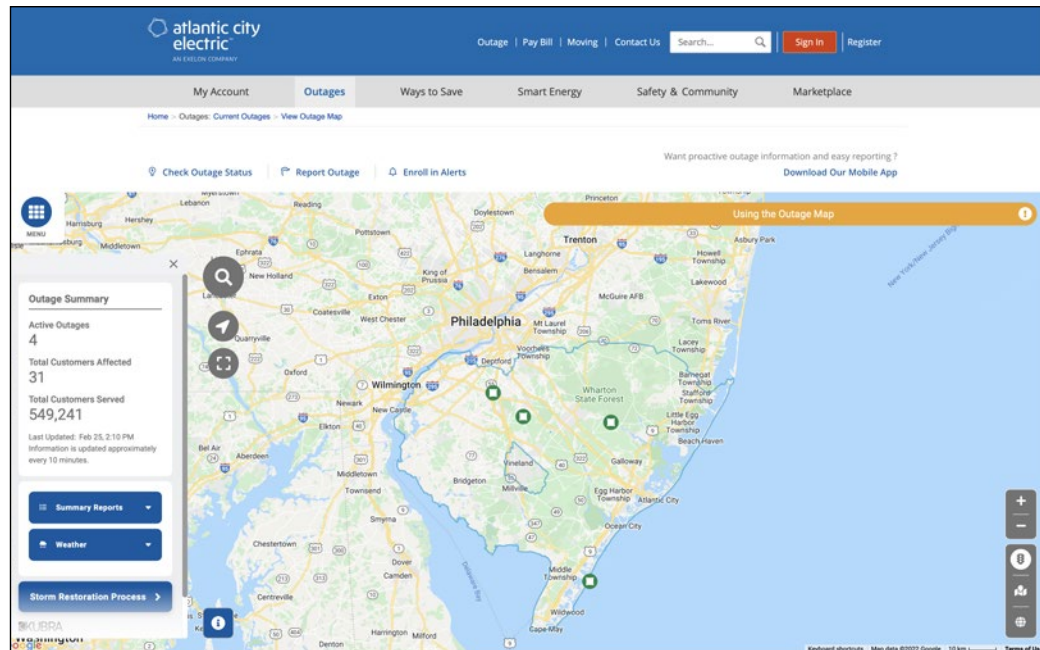 atlantic city
electric
AN EXELON COMPANY
Outage | Pay Bill | Moving | Contact Us
Search...
Sign In
Register
My Account
Outages
Ways to Save
Smart Energy
Safety & Community
Marketplace
Home > Outages: Current Outages > View Outage Map
Want proactive outage information and easy reporting ?
Check Outage Status
Report Outage
Enroll in Alerts
Download Our Mobile App
MENU
Using the Outage Map
Outage Summary
Active Outages
4
Total Customers Affected
31
Total Customers Served
549,241
Last Updated: Feb 25, 2:10 PM
Information is updated approximately
every 10 minutes.
Summary Reports
Weather
Storm Restoration Process
KUBRA
Lebanon
Reading
Doylestown
Princeton
Harrisburg
Hershey
Middletown
Pottstown
Trenton
Asbury Park
Ephrata
Langhorne
Howell
Township
New Holland
King of
Prussia
Bensalem
Lakewood
Exton
McGuire AFB
Coatesville
West Chester
Philadelphia
Mt Laurel
Township
Toms River
Quarryville
Voorhees
Township
Lacey
Township
Oxford
Deptford
Wilmington
Barnegat
Township
Stafford
Township
Wharton
State Forest
Newark
New Castle
Little Egg
Harbor
Township
Elkton
Beach Haven
Bel Air
Aberdeen
Vineland
Galloway
Middletown
Bridgeton
Millville
Egg Harbor
Township
Atlantic City
Townsend
Ocean City
Smyrna
Chestertown
Dover
Middle
Township
Camden
Delaware Bay
Centreville
Wildwood
Cape May
Harrington
Milford
Washington
Denton
Keyboard shortcuts
Map data ©2022 Google
10 km
Terms of Us